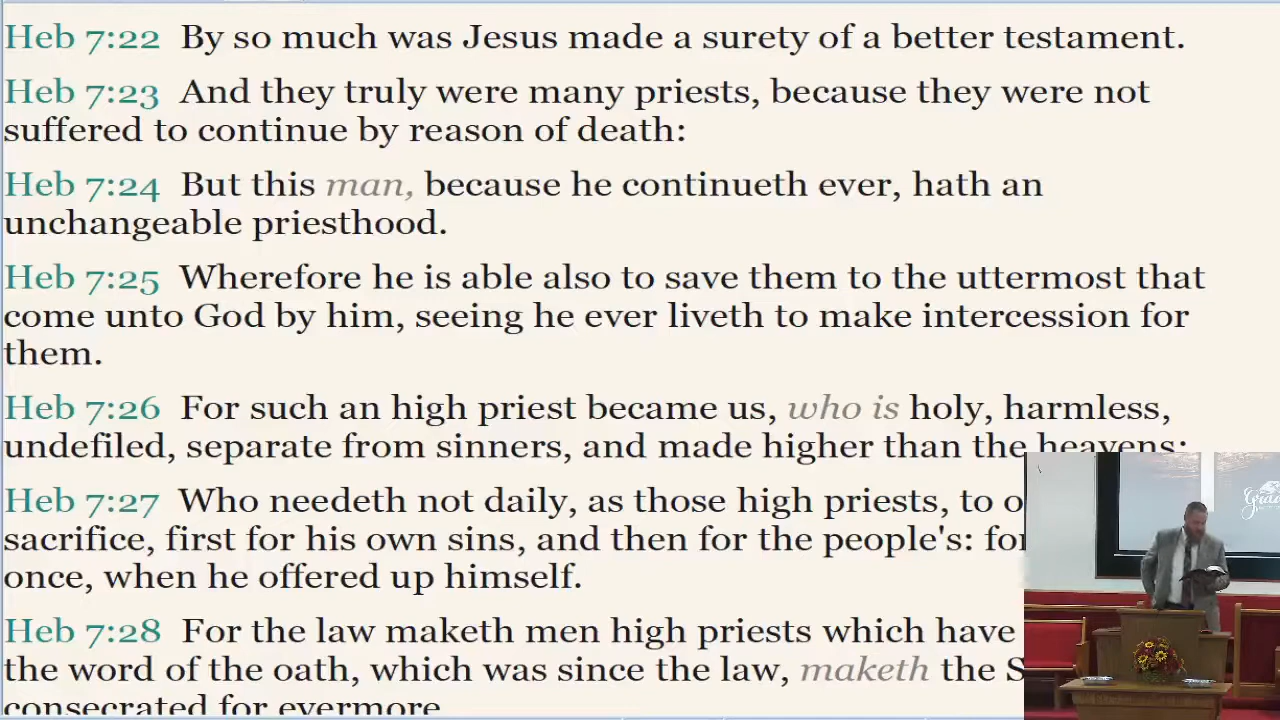 Heb 7:22 By so much was Jesus made a surety of a better testament.
Heb 7:23 And they truly were many priests, because they were not
suffered to continue by reason of death:
Heb 7:24 But this man, because he continueth ever, hath an
unchangeable priesthood.
Heb 7:25 Wherefore he is able also to save them to the uttermost that
come unto God by him, seeing he ever liveth to make intercession for
them.
Heb 7:26 For such an high priest became us, who is holy, harmless,
undefiled, separate from sinners, and made higher than the heavens;
Heb 7:27 Who needeth not daily, as those high priests, to
sacrifice, first for his own sins, and then for the people's:
once, when he offered up himself.
Heb 7:28 For the law maketh men high priests which have
the word of the oath, which was since the law, maketh the
consecrated for evermore